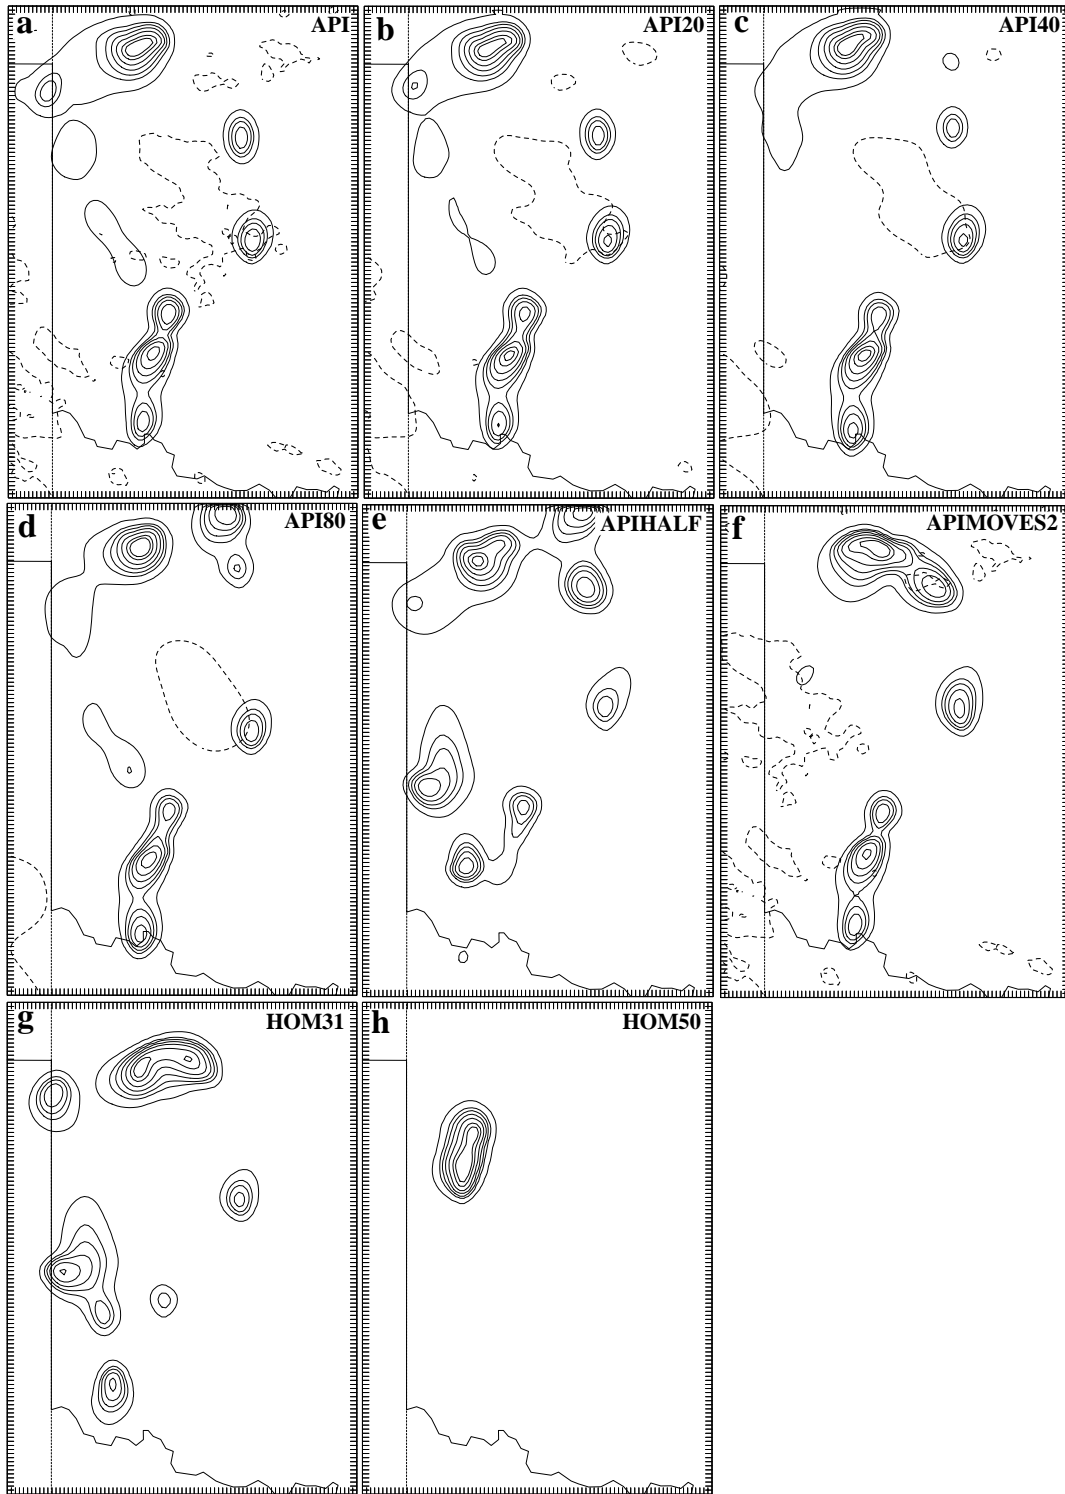 a API
b API20
c API40
d API80
e APIHALF
f APIMOVES2
g HOM31
h HOM50